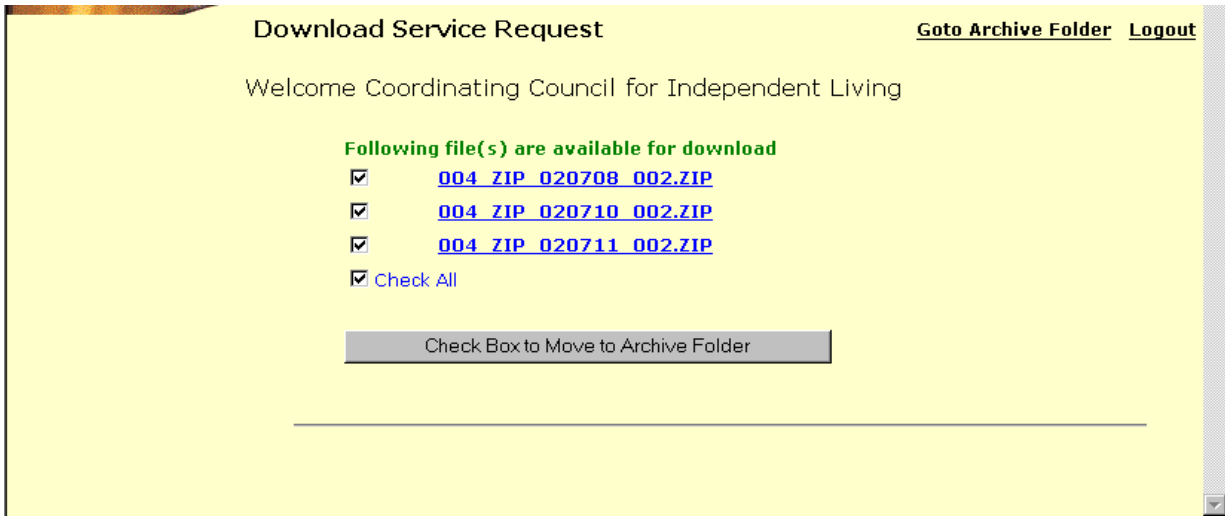 Download Service Request
Goto Archive Folder Logout
Welcome Coordinating Council for Independent Living
Following file(s) are available for download
004_ZIP_020708_002.ZIP
004_ZIP_020710_002.ZIP
004_ZIP_020711_002.ZIP
Check All
Check Box to Move to Archive Folder